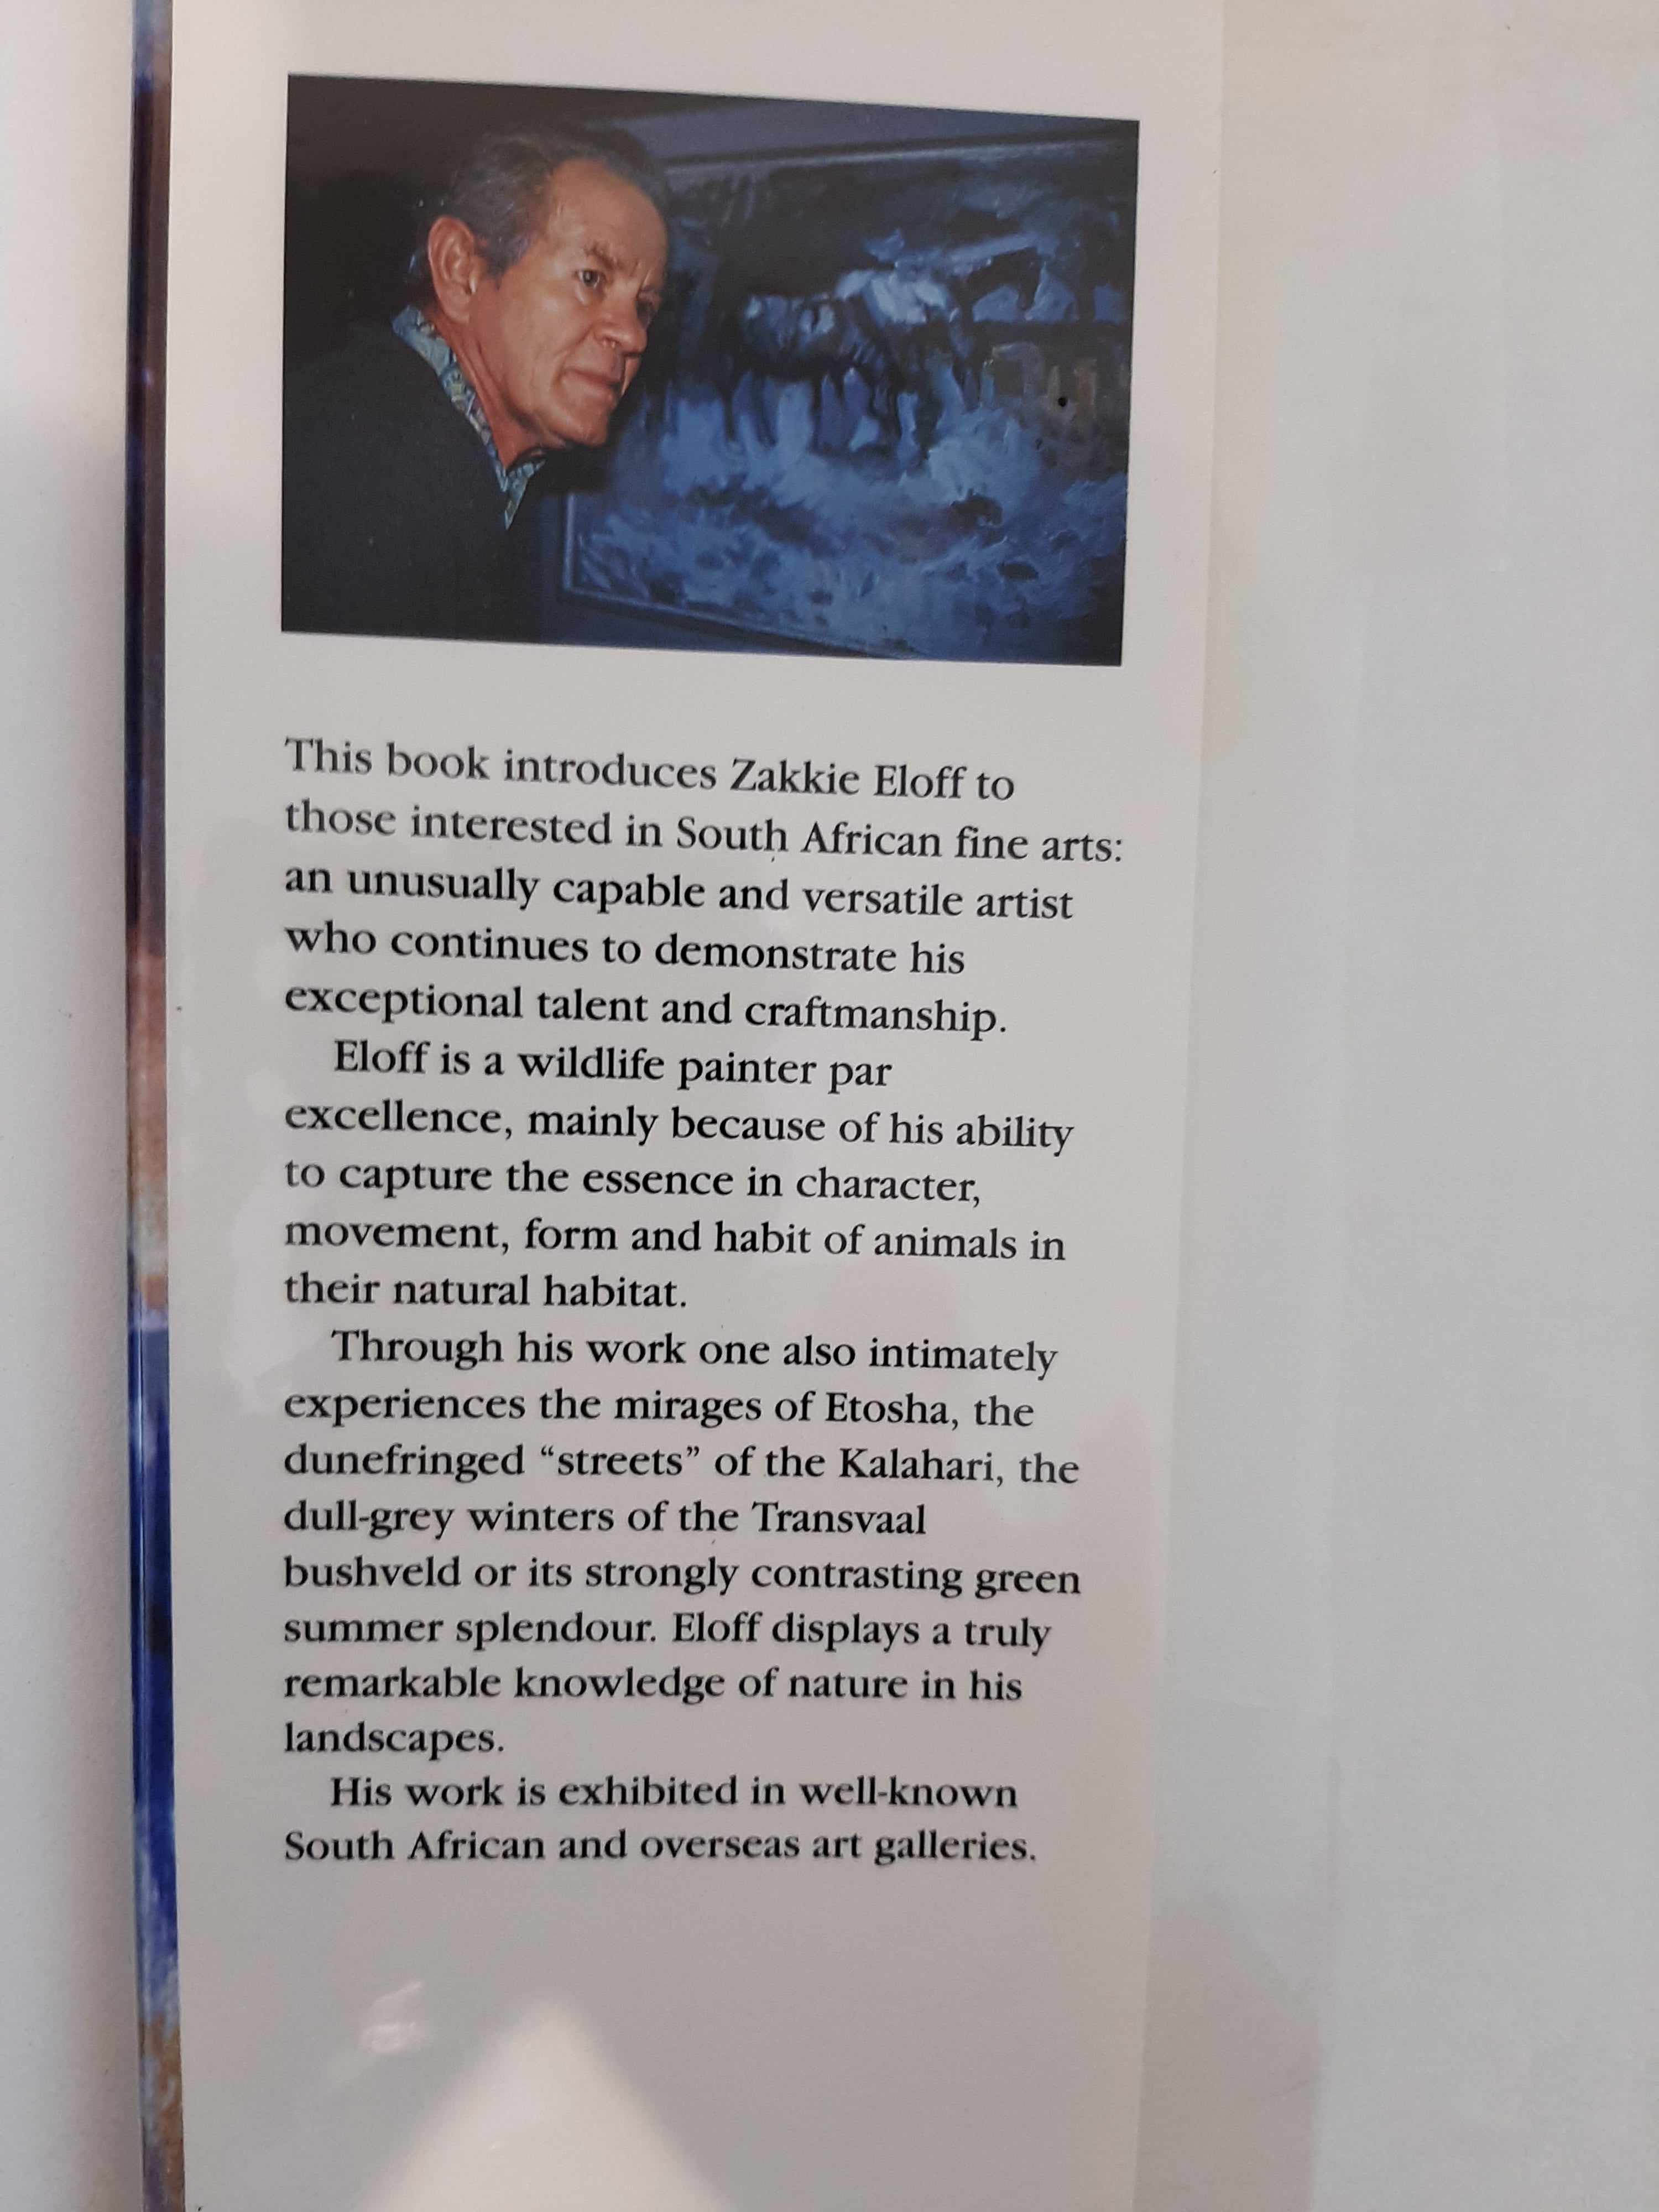 This book introduces Zakkie Eloff to
those interested in South African fine arts:
an unusually capable and versatile artist
who continues to demonstrate his
exceptional talent and craftmanship.
Eloff is a wildlife painter par
excellence, mainly because of his ability
to capture the essence in character,
movement, form and habit of animals in
their natural habitat.
Through his work one also intimately
experiences the mirages of Etosha, the
dunefringed “streets” of the Kalahari, the
dull-grey winters of the Transvaal
bushveld or its strongly contrasting green
summer splendour. Eloff displays a truly
remarkable knowledge of nature in his
landscapes.
His work is exhibited in well-known
South African and overseas art galleries.